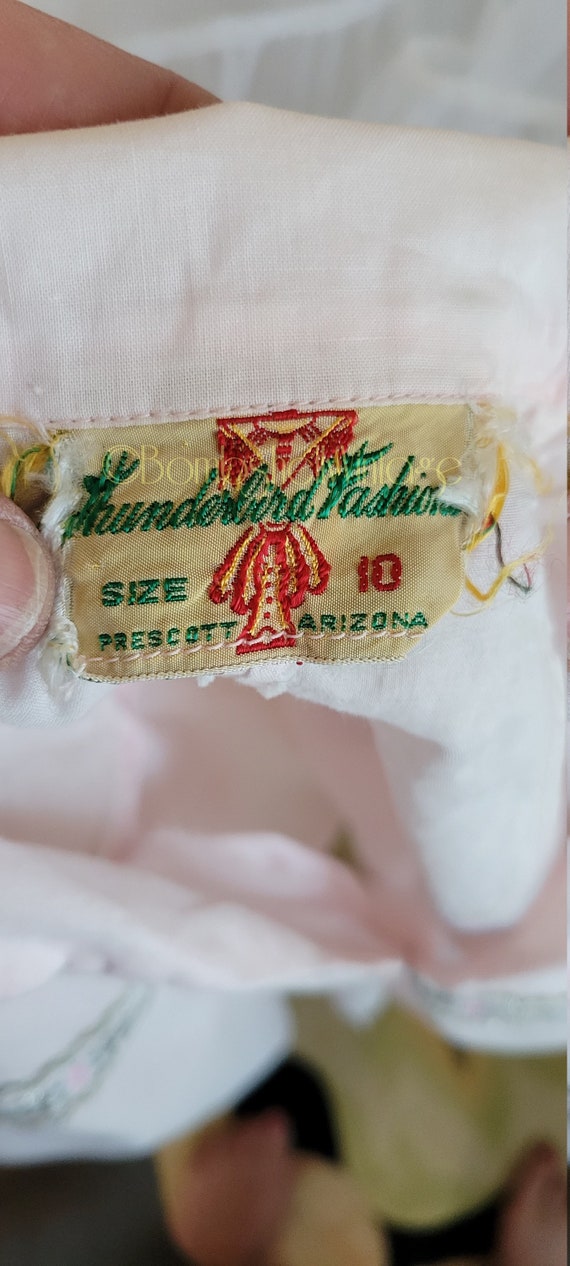 Thunderbird Fashions
SIZE 10
PRESCOTT ARIZONA